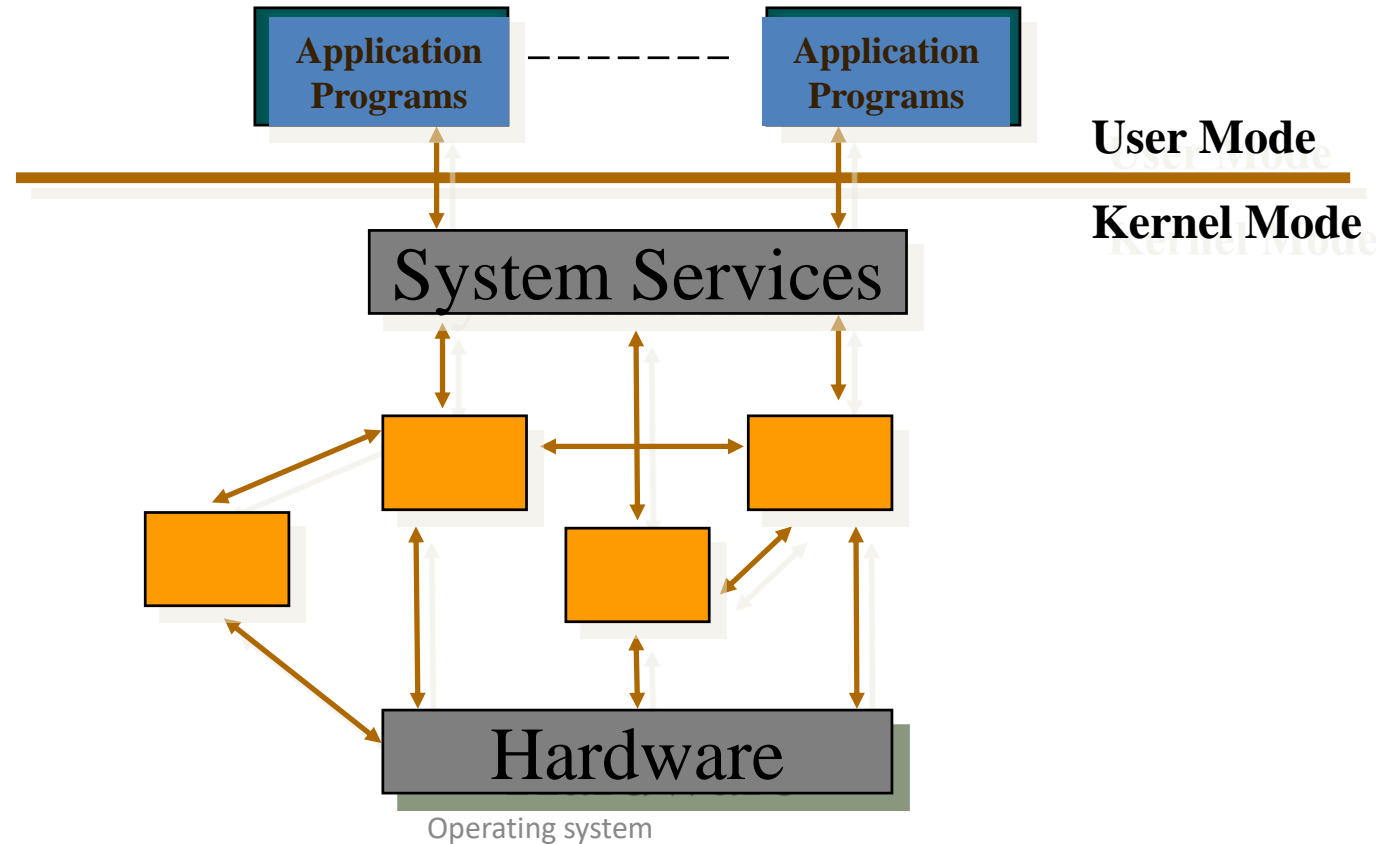 Application
Programs
Application
Programs
User Mode
Kernel Mode
System Services
Hardware
Operating system